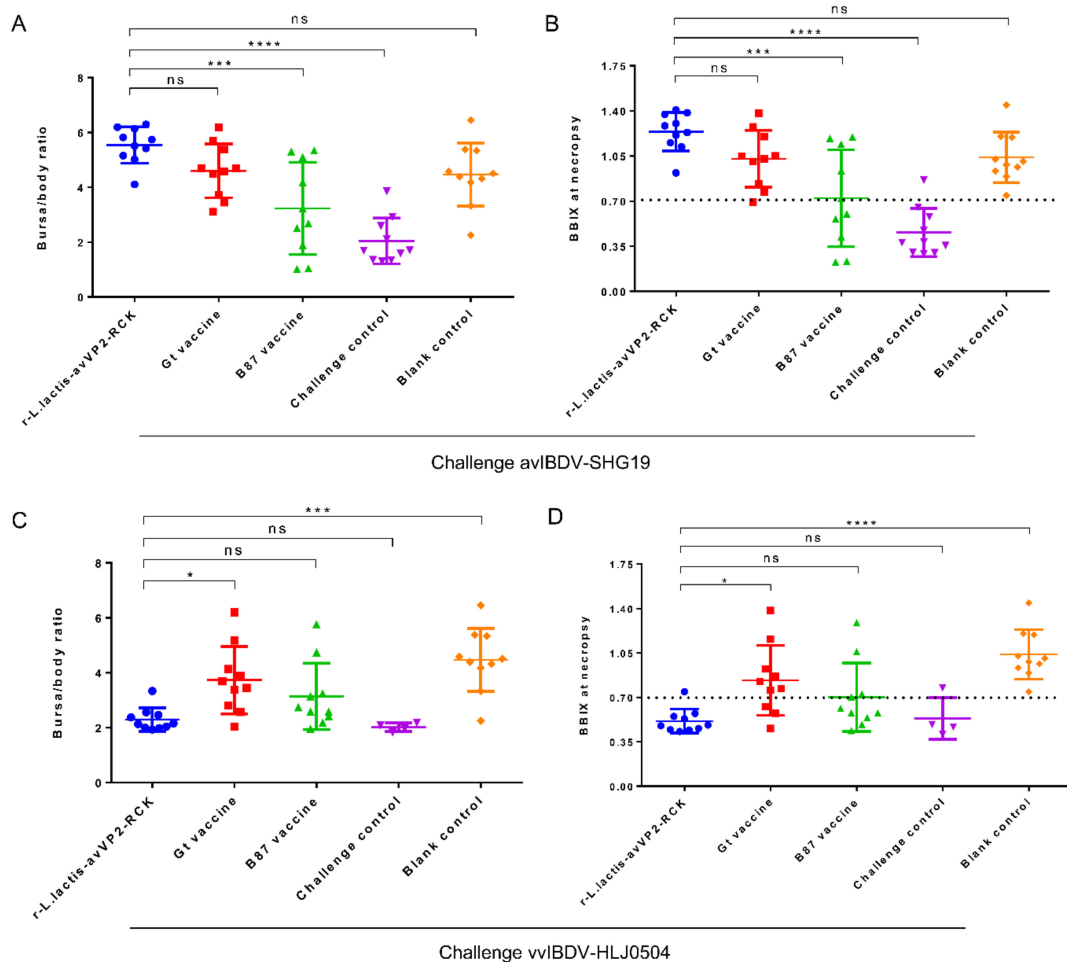 A
ns
****
***
ns
Bursa/body ratio
8
6
4
2
0
r-L.lactis-avVP2-RCK
Gt vaccine
B87 vaccine
Challenge control
Blank control
B
ns
****
***
ns
BBIX at necropsy
1.75
1.40
1.05
0.70
0.35
0.00
r-L.lactis-avVP2-RCK
Gt vaccine
B87 vaccine
Challenge control
Blank control
Challenge avIBDV-SHG19
C
***
ns
ns
*
Bursa/body ratio
8
6
4
2
0
r-L.lactis-avVP2-RCK
Gt vaccine
B87 vaccine
Challenge control
Blank control
D
****
ns
ns
*
BBIX at necropsy
1.75
1.40
1.05
0.70
0.35
0.00
r-L.lactis-avVP2-RCK
Gt vaccine
B87 vaccine
Challenge control
Blank control
Challenge vvIBDV-HLJ0504